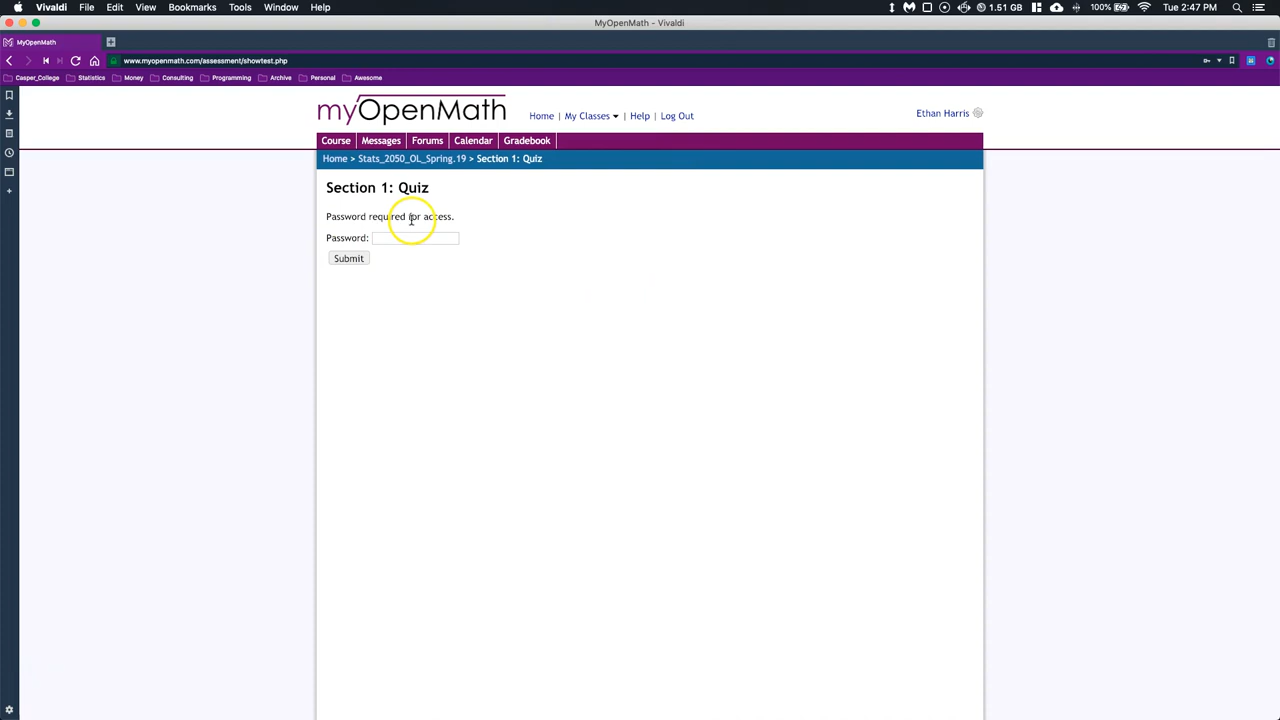 Vivaldi File Edit View Bookmarks Tools Window Help 1.51 GB 100% Tue 2:47 PM
MyOpenMath - Vivaldi
MyOpenMath
www.myopenmath.com/assessment/showtest.php
Casper_College Statistics Money Consulting Programming Archive Personal Awesome
myOpenMath Home | My Classes | Help | Log Out Ethan Harris
Course Messages Forums Calendar Gradebook
Home > Stats_2050_OL_Spring.19 > Section 1: Quiz
Section 1: Quiz
Password required for access.
Password:
Submit